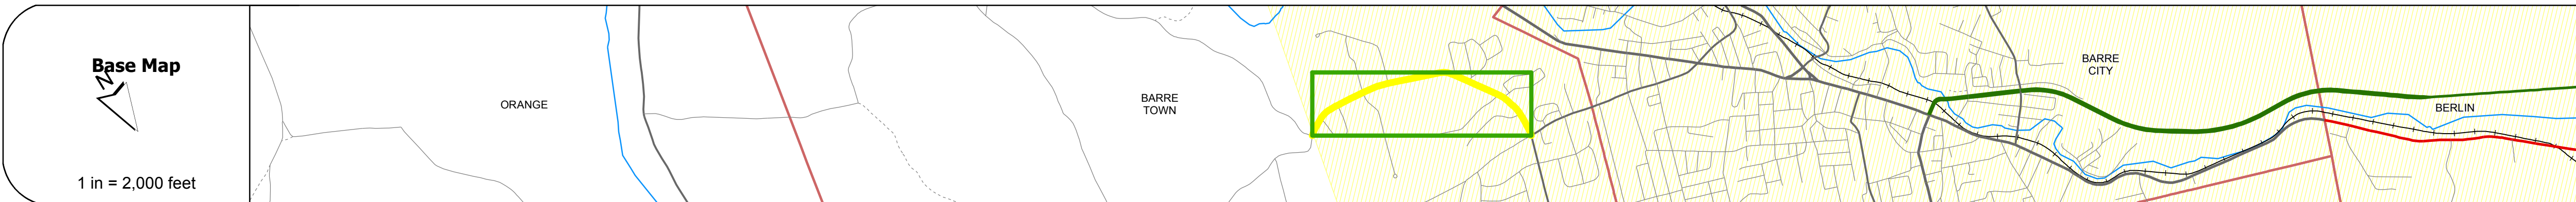 Base Map
N
1 in = 2,000 feet
ORANGE
BARRE
TOWN
BARRE
CITY
BERLIN